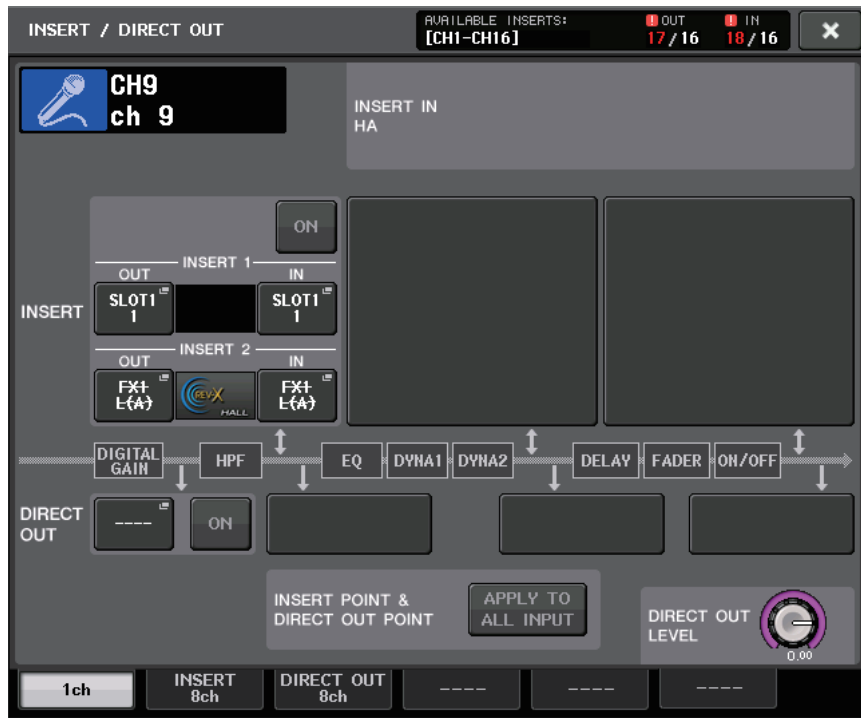 INSERT / DIRECT OUT
AVAILABLE INSERTS:
[CH1-CH16]
! OUT
17/16
! IN
18/16
×
CH9
ch 9
INSERT IN
HA
ON
INSERT 1
OUT
IN
INSERT
SLOT1
1
SLOT1
1
INSERT 2
OUT
IN
FX1
L(A)
REV-X
HALL
FX1
L(A)
DIGITAL
GAIN
HPF
EQ
DYNA1
DYNA2
DELAY
FADER
ON/OFF
DIRECT
OUT
----
ON
INSERT POINT &
DIRECT OUT POINT
APPLY TO
ALL INPUT
DIRECT OUT
LEVEL
0.00
1ch
INSERT
8ch
DIRECT OUT
8ch
----
----
----